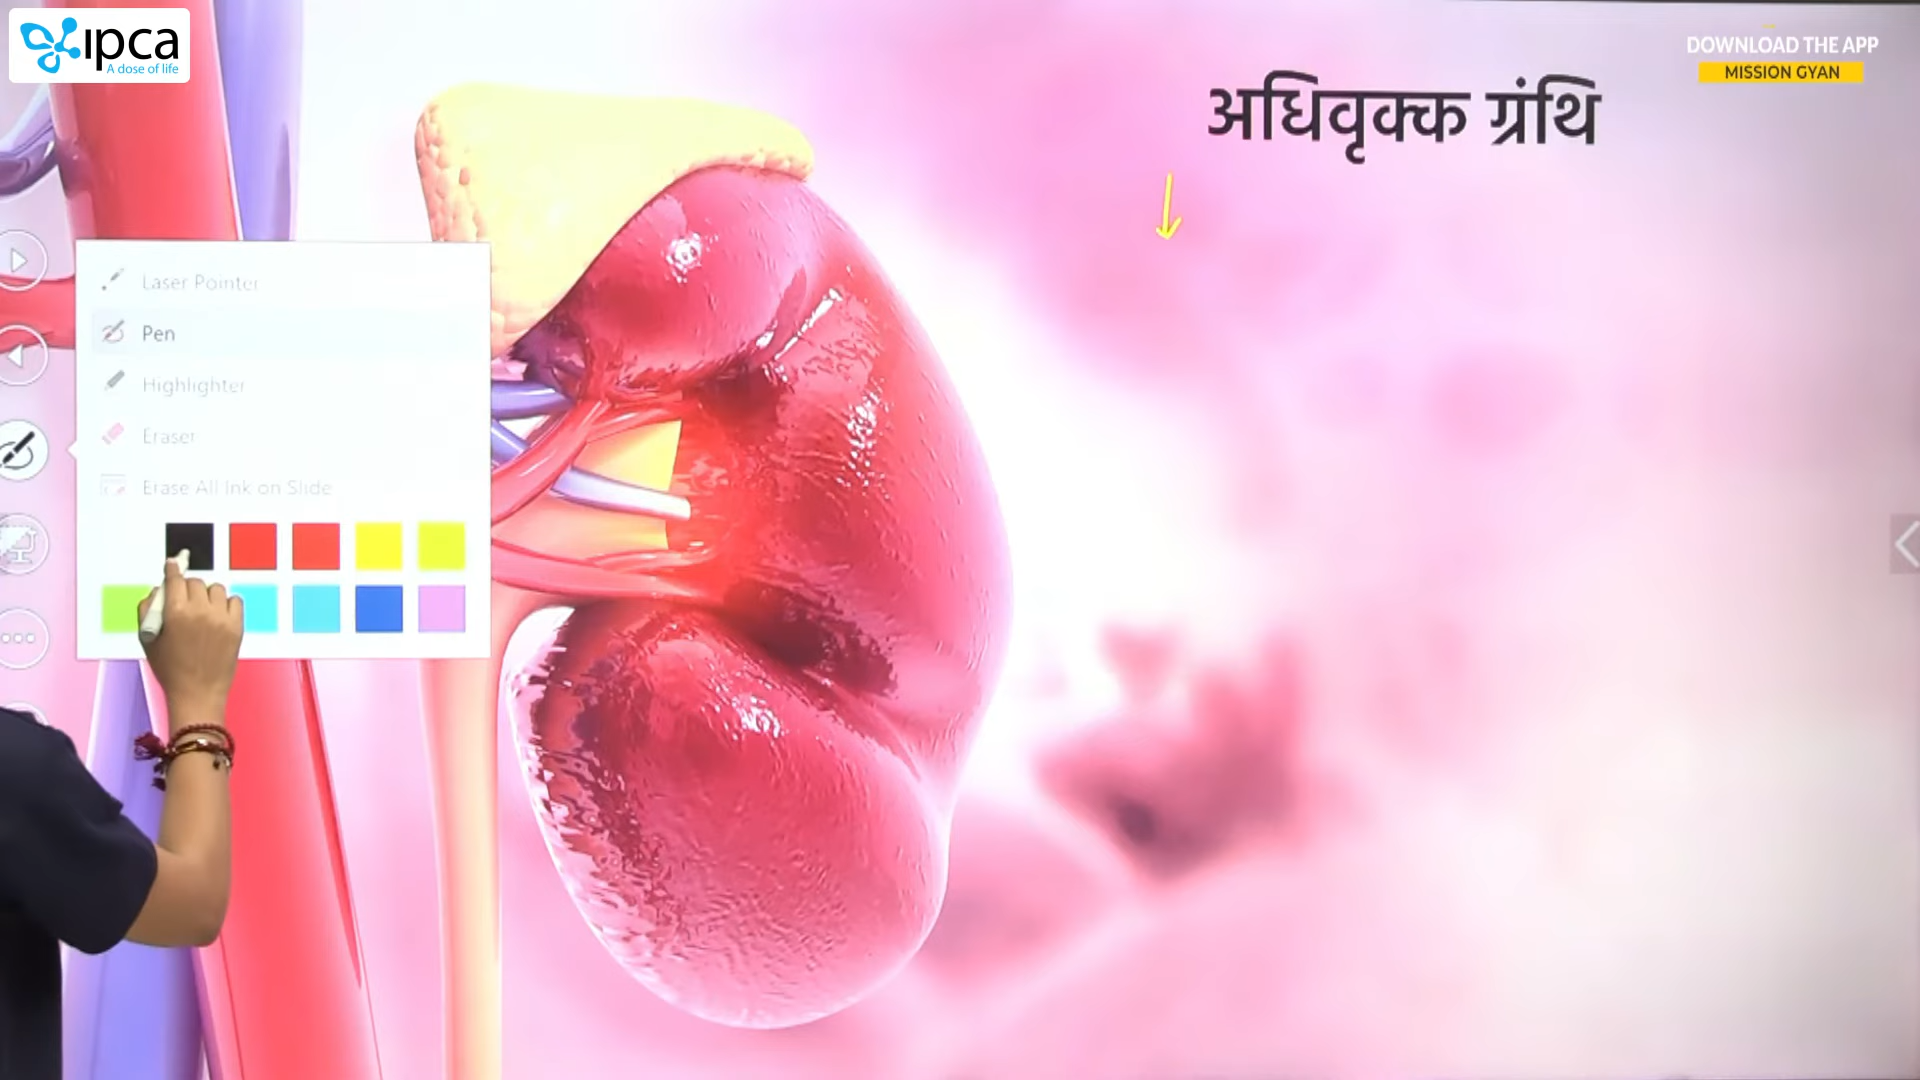 ipca
A dose of life
DOWNLOAD THE APP
MISSION GYAN
अधिवृक्क ग्रंथि
Laser Pointer
Pen
Highlighter
Eraser
Erase All Ink on Slide